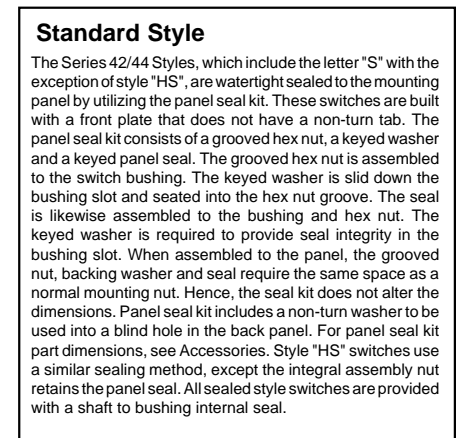 Standard Style
The Series 42/44 Styles, which include the letter "S" with the
exception of style "HS", are watertight sealed to the mounting
panel by utilizing the panel seal kit. These switches are built
with a front plate that does not have a non-turn tab. The
panel seal kit consists of a grooved hex nut, a keyed washer
and a keyed panel seal. The grooved hex nut is assembled
to the switch bushing. The keyed washer is slid down the
bushing slot and seated into the hex nut groove. The seal
is likewise assembled to the bushing and hex nut. The
keyed washer is required to provide seal integrity in the
bushing slot. When assembled to the panel, the grooved
nut, backing washer and seal require the same space as a
normal mounting nut. Hence, the seal kit does not alter the
dimensions. Panel seal kit includes a non-turn washer to be
used into a blind hole in the back panel. For panel seal kit
part dimensions, see Accessories. Style "HS" switches use
a similar sealing method, except the integral assembly nut
retains the panel seal. All sealed style switches are provided
with a shaft to bushing internal seal.